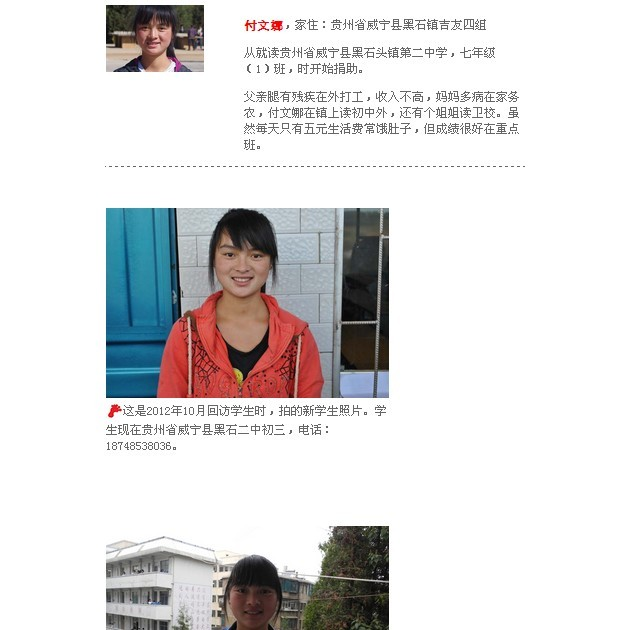 付文娜，家住：贵州省威宁县黑石镇吉友四组
从就读贵州省威宁县黑石头镇第二中学，七年级
（1）班，时开始捐助。
父亲腿有残疾在外打工，收入不高，妈妈多病在家务
农，付文娜在镇上读初中外，还有个姐姐读卫校。虽
然每天只有五元生活费常饿肚子，但成绩很好在重点
班。
这是2012年10月回访学生时，拍的新学生照片。学
生现在贵州省威宁县黑石二中初三，电话：
18748538036。